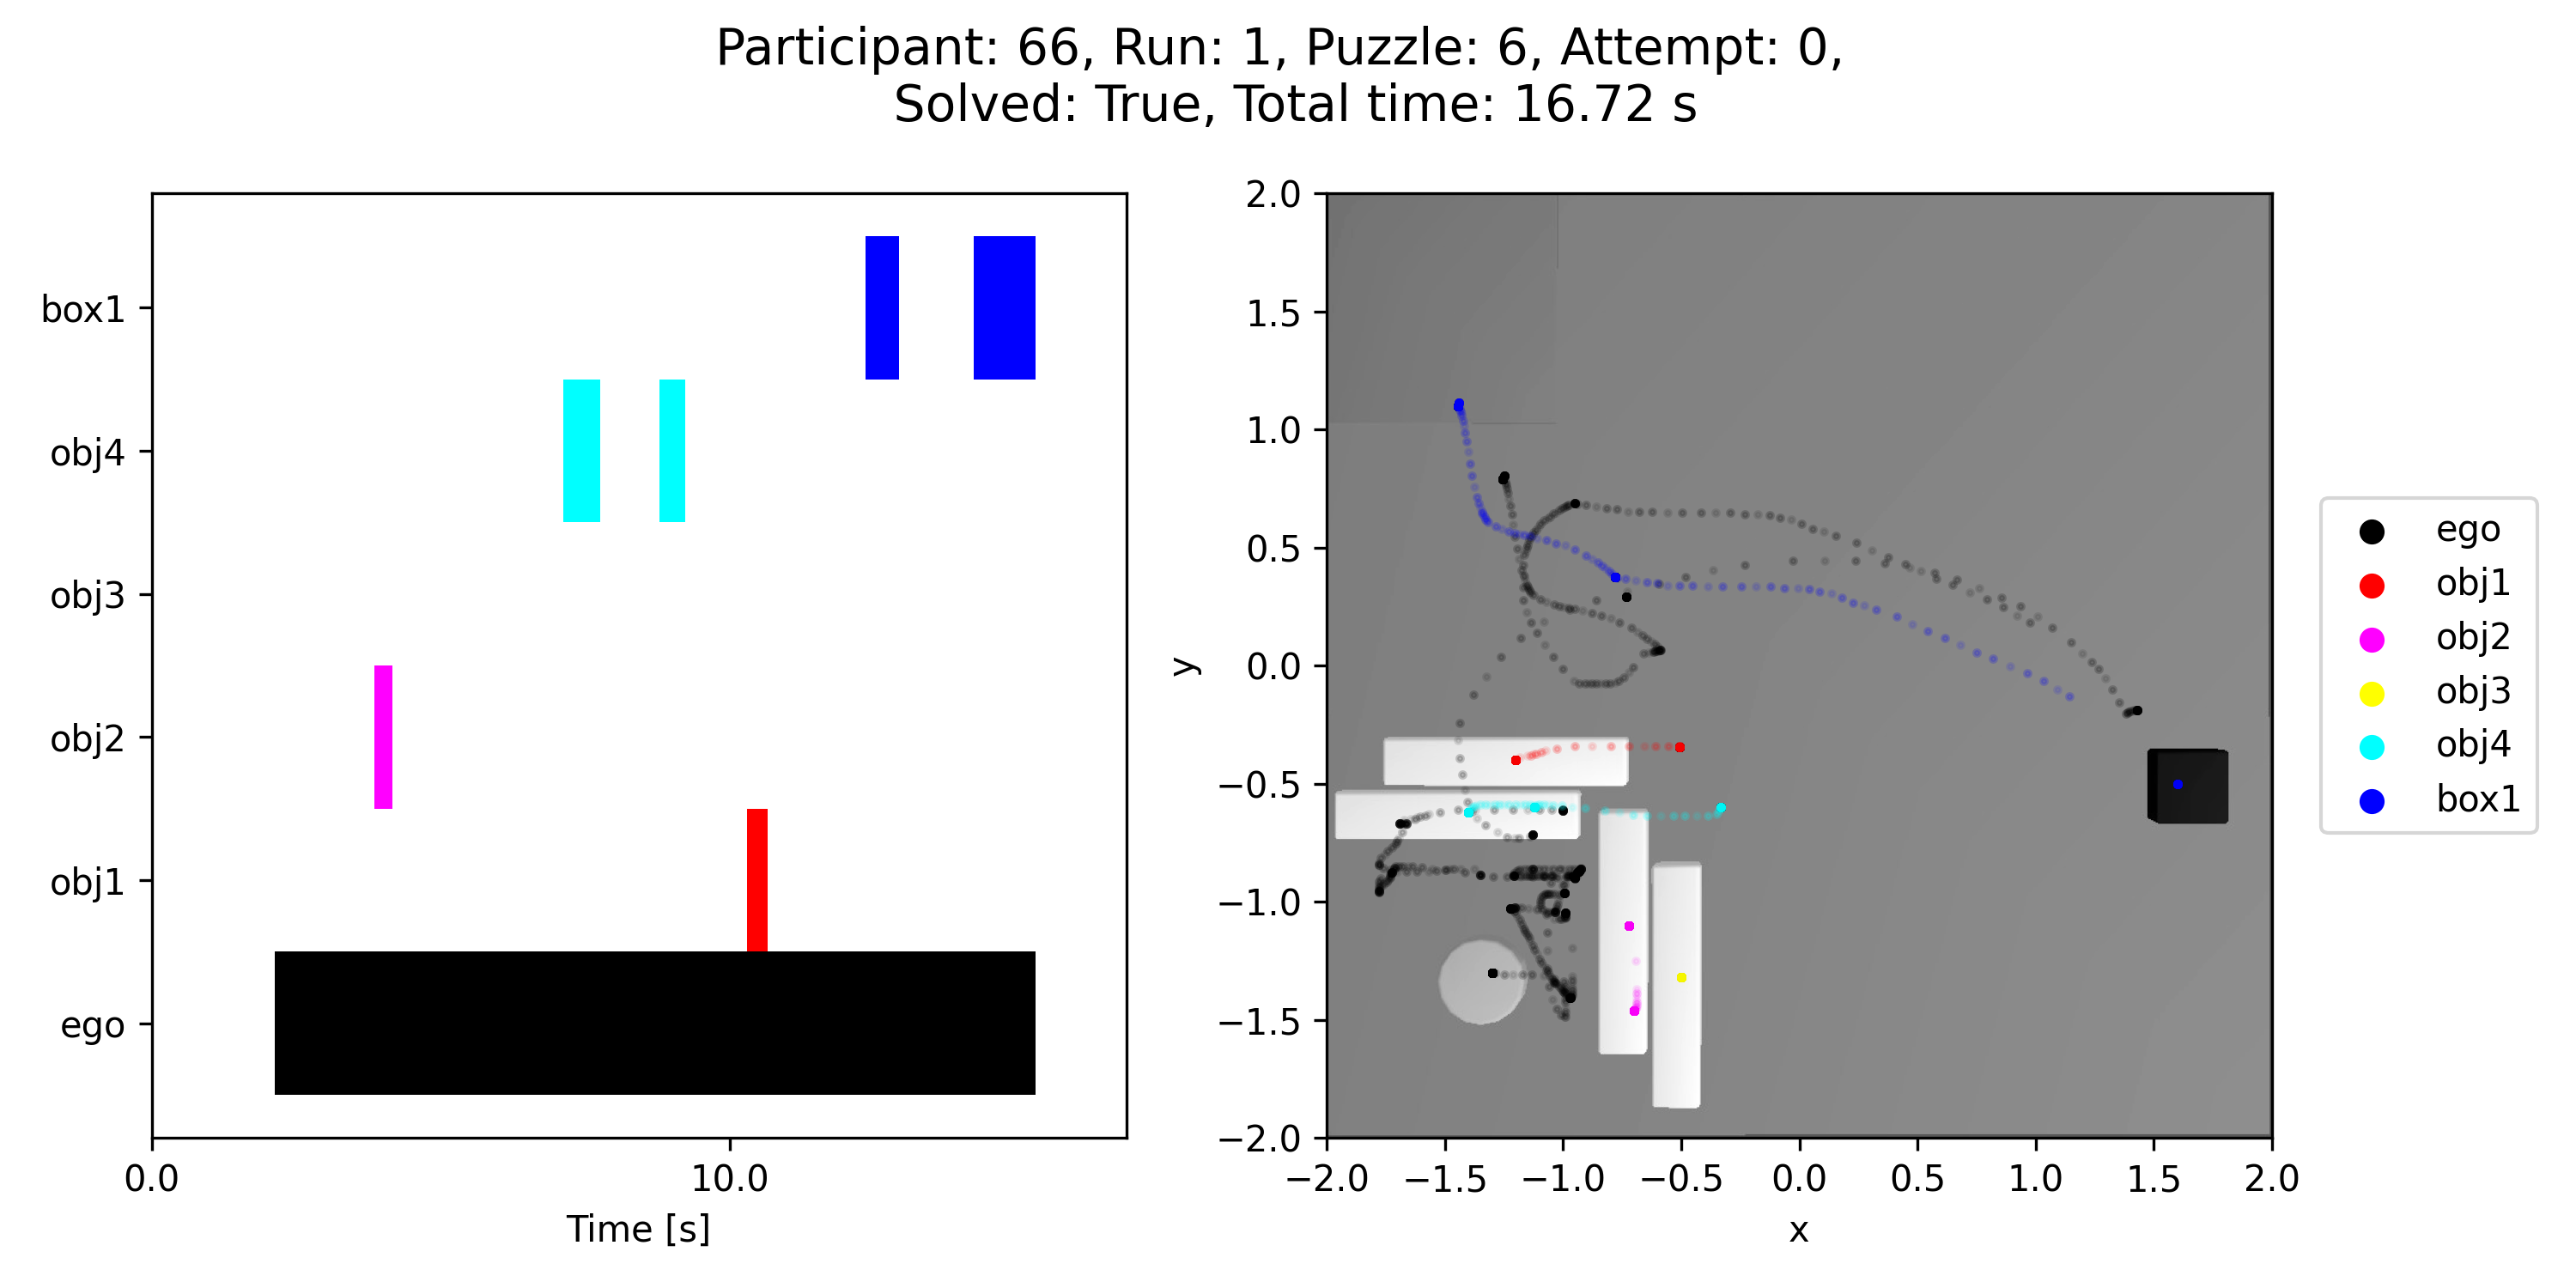 Participant: 66, Run: 1, Puzzle: 6, Attempt: 0,
Solved: True, Total time: 16.72 s
box1
obj4
obj3
obj2
obj1
ego
0.0
10.0
Time [s]
2.0
1.5
1.0
0.5
0.0
−0.5
−1.0
−1.5
−2.0
y
−2.0
−1.5
−1.0
−0.5
0.0
0.5
1.0
1.5
2.0
x
ego
obj1
obj2
obj3
obj4
box1